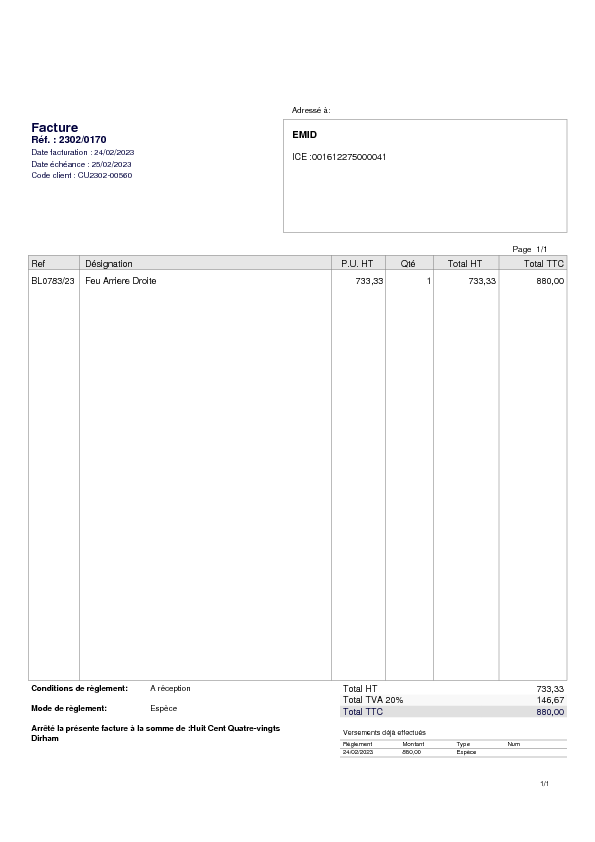 Adressé à:
Facture
Réf. : 2302/0170
Date facturation : 24/02/2023
Date échéance : 25/02/2023
Code client : CU2302-00560
EMID
ICE :001612275000041
Page 1/1
Ref Désignation P.U. HT Qté Total HT Total TTC
BL0783/23 Feu Arriere Droite 733,33 1 733,33 880,00
Conditions de règlement: A réception
Mode de règlement: Espèce
Arrêté la présente facture à la somme de :Huit Cent Quatre-vingts
Dirham
Total HT 733,33
Total TVA 20% 146,67
Total TTC 880,00
Versements déjà effectués
Règlement Montant Type Num
24/02/2023 880,00 Espèce
1/1